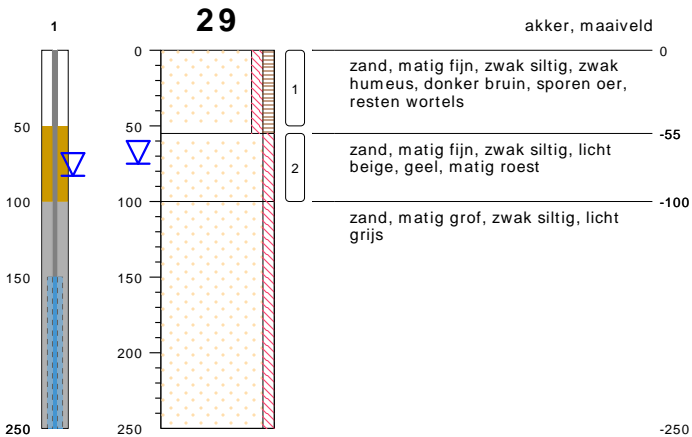 1
29
akker, maaiveld
0
0
zand, matig fijn, zwak siltig, zwak
humeus, donker bruin, sporen oer,
resten wortels
1
50
50
-55
zand, matig fijn, zwak siltig, licht
beige, geel, matig roest
2
100
100
-100
zand, matig grof, zwak siltig, licht
grijs
150
150
200
200
250
250
-250